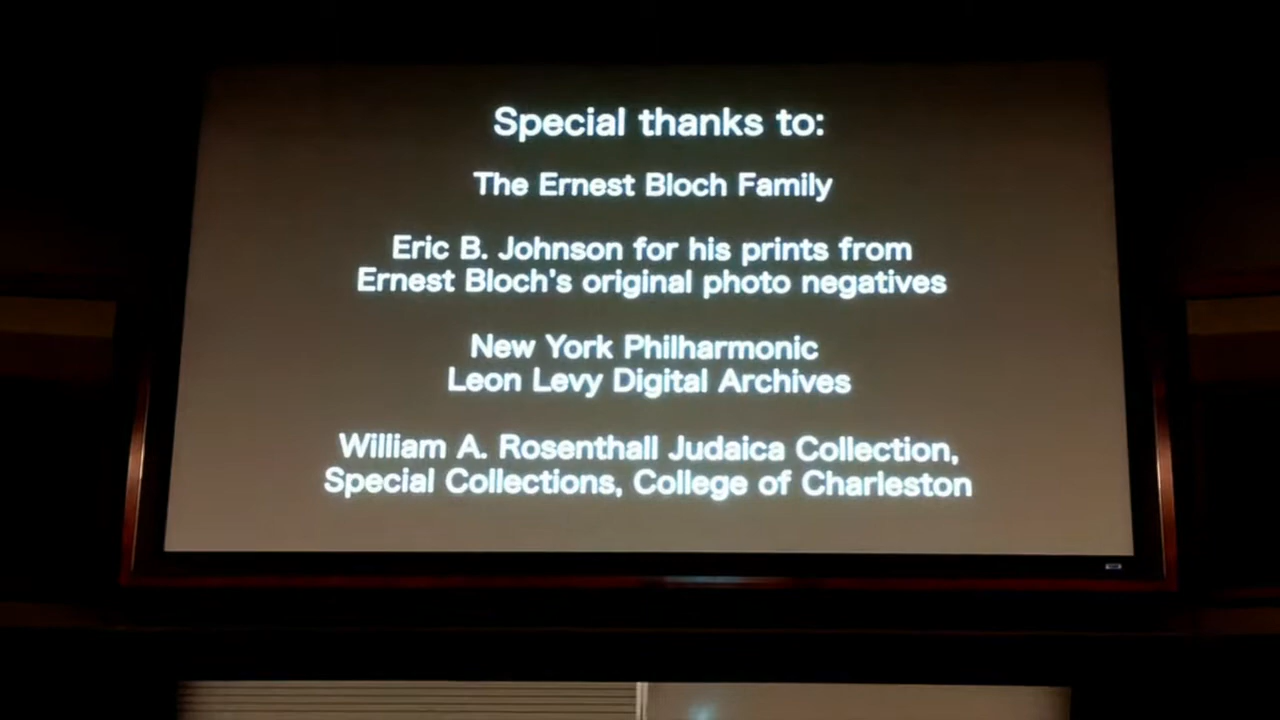 Special thanks to:
The Ernest Bloch Family
Eric B. Johnson for his prints from
Ernest Bloch's original photo negatives
New York Philharmonic
Leon Levy Digital Archives
William A. Rosenthall Judaica Collection,
Special Collections, College of Charleston